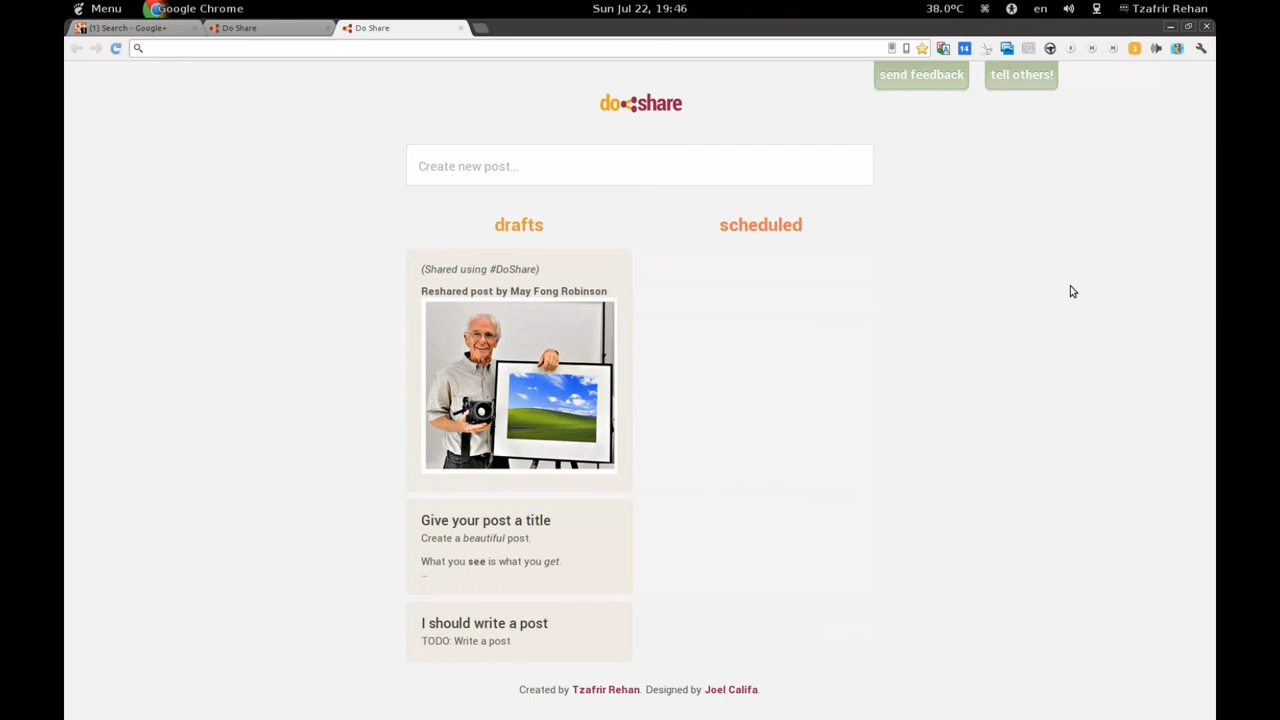 Menu
Google Chrome
Sun Jul 22, 19:46
38.0°C
en
Tzafrir Rehan
(1) Search - Google+
Do Share
Do Share
14
3
send feedback
tell others!
do share
Create new post...
drafts
scheduled
(Shared using #DoShare)
Reshared post by May Fong Robinson
Give your post a title
Create a beautiful post.
What you see is what you get.
...
I should write a post
TODO: Write a post
Created by Tzafrir Rehan. Designed by Joel Califa.